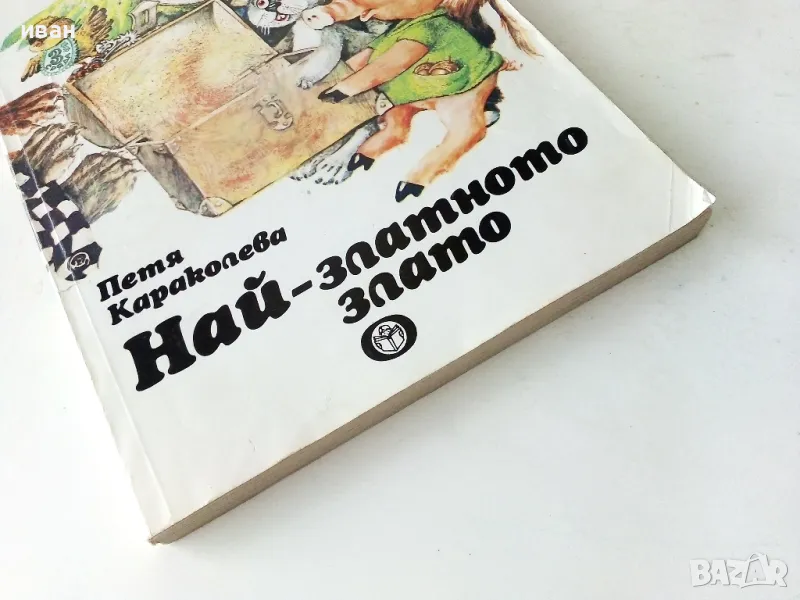 иван
Петя
Караколева
Най-златното
злато
BAZAR